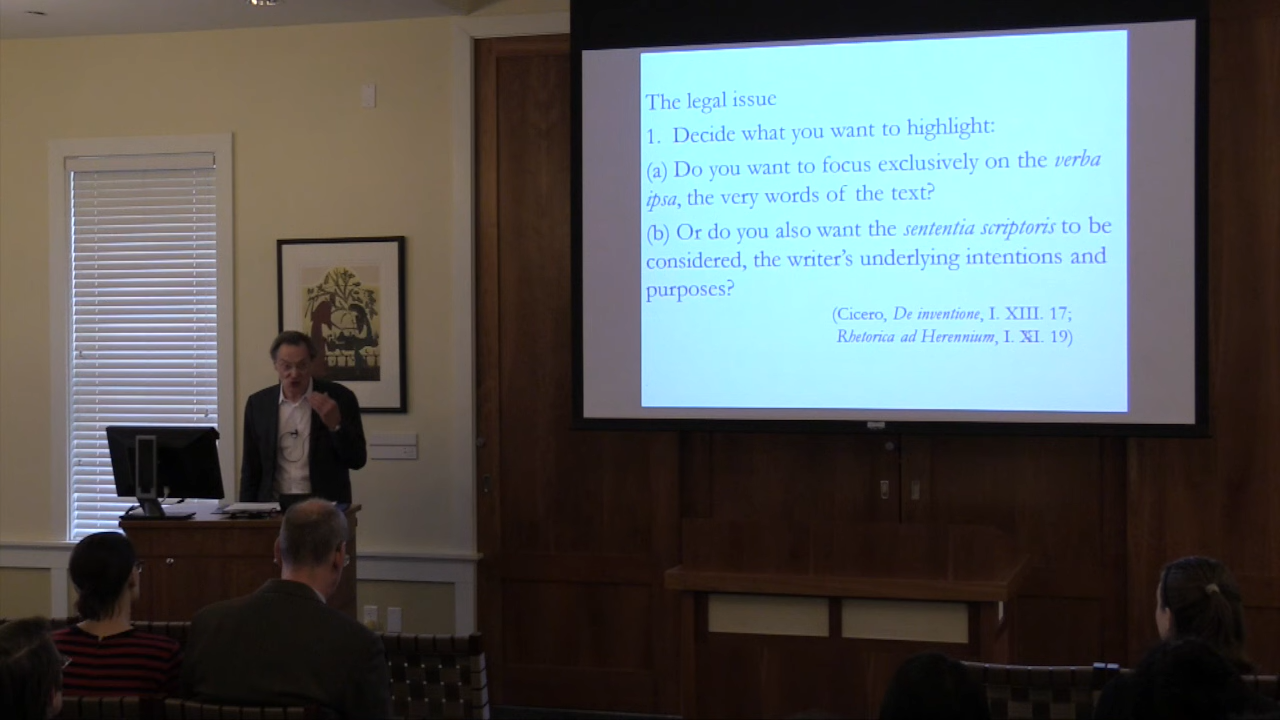 The legal issue
1. Decide what you want to highlight:
(a) Do you want to focus exclusively on the verba
ipsa, the very words of the text?
(b) Or do you also want the sententia scriptoris to be
considered, the writer's underlying intentions and
purposes?
(Cicero, De inventione, I. XIII. 17;
Rhetorica ad Herennium, I. XI. 19)